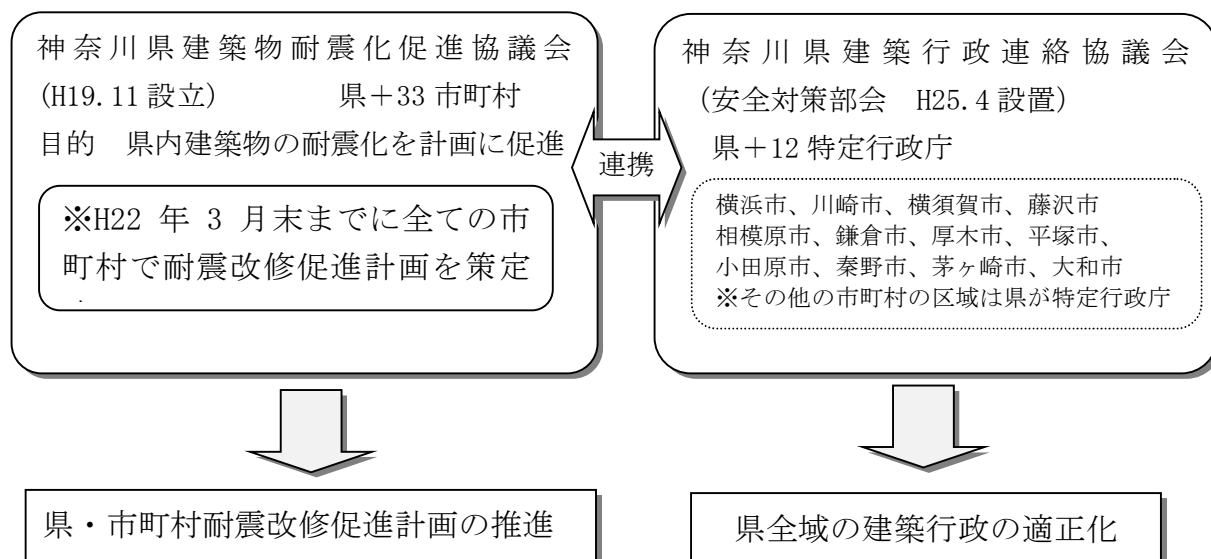 神奈川県建築物耐震化促進協議会
(H19.11 設立) 県＋33 市町村
目的 県内建築物の耐震化を計画に促進
※H22 年 3 月末までに全ての市
町村で耐震改修促進計画を策定
連携
神奈川県建築行政連絡協議会
(安全対策部会 H25.4 設置)
県＋12 特定行政庁
横浜市、川崎市、横須賀市、藤沢市
相模原市、鎌倉市、厚木市、平塚市、
小田原市、秦野市、茅ヶ崎市、大和市
※その他の市町村の区域は県が特定行政庁
県・市町村耐震改修促進計画の推進
県全域の建築行政の適正化